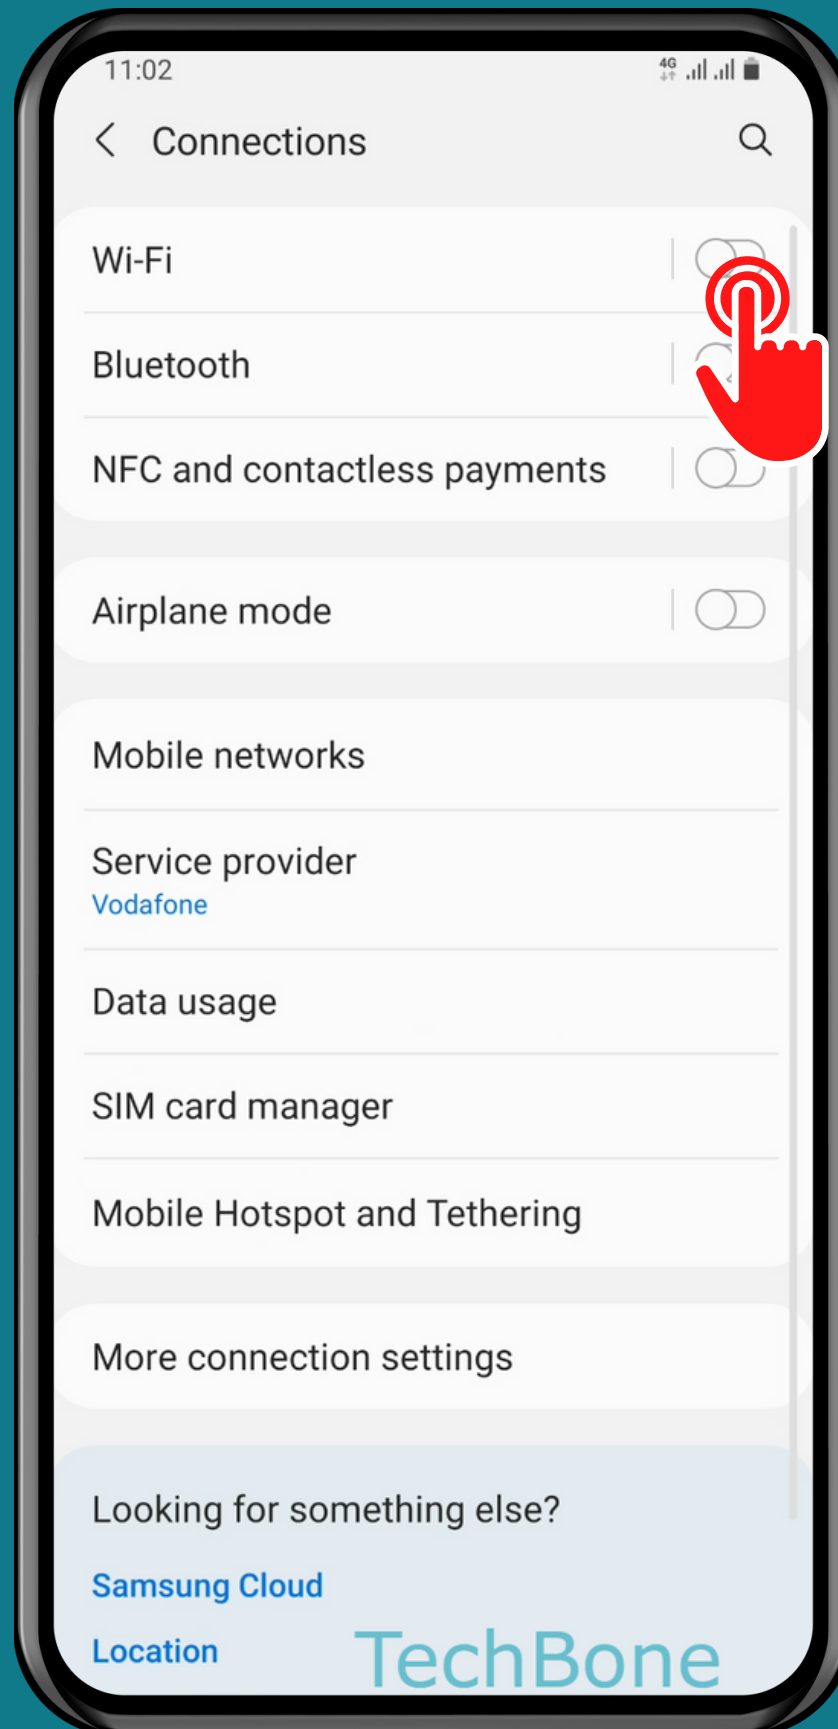 11:02
4G
Connections
Wi-Fi
Bluetooth
NFC and contactless payments
Airplane mode
Mobile networks
Service provider
Vodafone
Data usage
SIM card manager
Mobile Hotspot and Tethering
More connection settings
Looking for something else?
Samsung Cloud
Location
TechBone